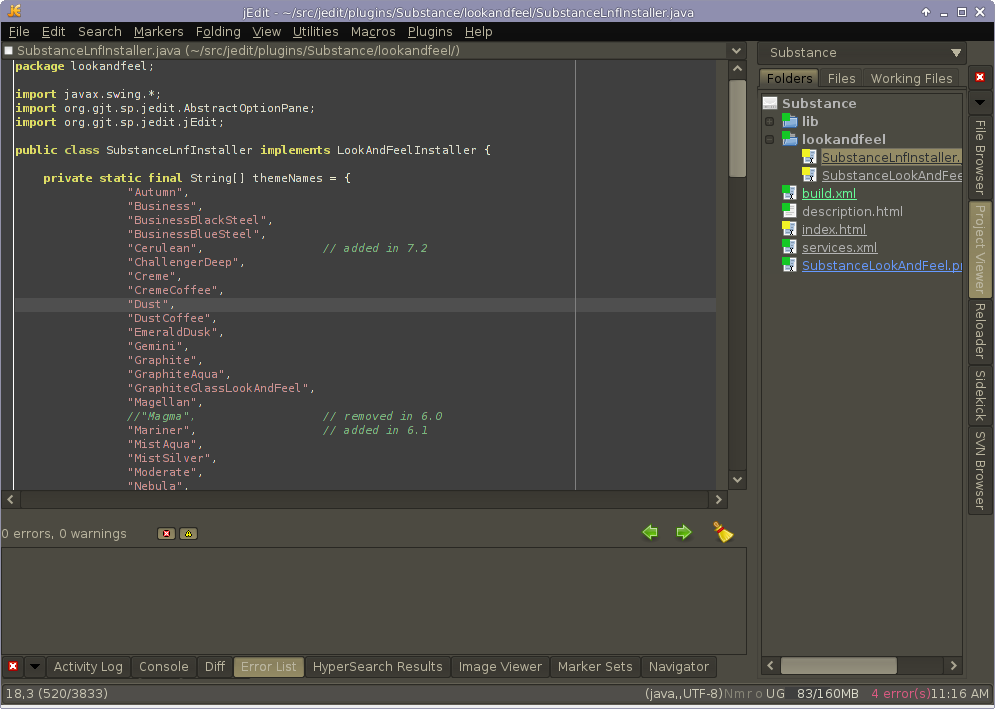 jEdit - ~/src/jedit/plugins/Substance/lookandfeel/SubstanceLnfInstaller.java
File Edit Search Markers Folding View Utilities Macros Plugins Help
SubstanceLnfInstaller.java (~/src/jedit/plugins/Substance/lookandfeel/)
package lookandfeel;
import javax.swing.*;
import org.gjt.sp.jedit.AbstractOptionPane;
import org.gjt.sp.jedit.jEdit;
public class SubstanceLnfInstaller implements LookAndFeelInstaller {
private static final String[] themeNames = {
"Autumn",
"Business",
"BusinessBlackSteel",
"BusinessBlueSteel",
"Cerulean", // added in 7.2
"ChallengerDeep",
"Creme",
"CremeCoffee",
"Dust",
"DustCoffee",
"EmeraldDusk",
"Gemini",
"Graphite",
"GraphiteAqua",
"GraphiteGlassLookAndFeel",
"Magellan",
//"Magma", // removed in 6.0
"Mariner", // added in 6.1
"MistAqua",
"MistSilver",
"Moderate",
"Nebula",
0 errors, 0 warnings
Activity Log Console Diff Error List HyperSearch Results Image Viewer Marker Sets Navigator
Substance
Folders Files Working Files
Substance
lib
lookandfeel
SubstanceLnfInstaller.
SubstanceLookAndFee
build.xml
description.html
index.html
services.xml
SubstanceLookAndFeel.pr
File Browser
Project Viewer
Reloader
Sidekick
SVN Browser
18,3 (520/3833) (java,,UTF-8)Nmro UG 83/160MB 4 error(s)11:16 AM